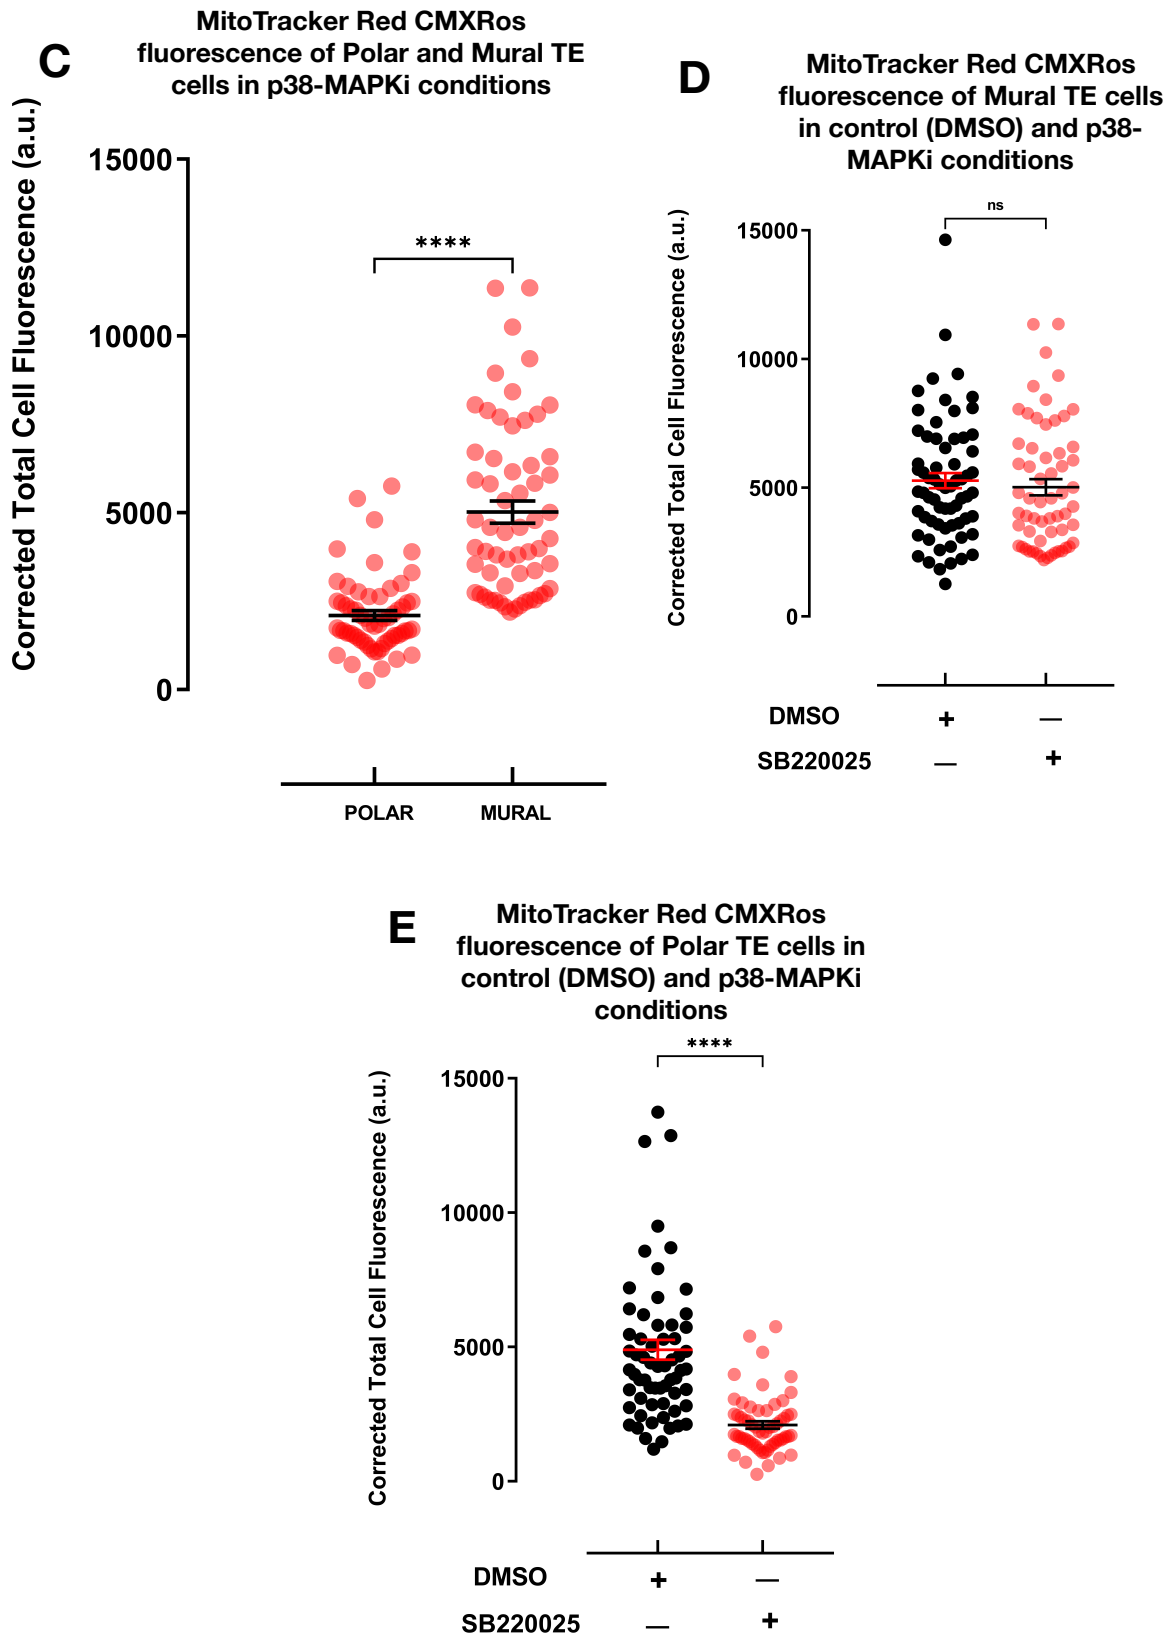 C
MitoTracker Red CMXRos
fluorescence of Polar and Mural TE
cells in p38-MAPKi conditions
Corrected Total Cell Fluorescence (a.u.)
15000
10000
5000
0
****
POLAR MURAL
D
MitoTracker Red CMXRos
fluorescence of Mural TE cells
in control (DMSO) and p38-
MAPKi conditions
Corrected Total Cell Fluorescence (a.u.)
15000
10000
5000
0
ns
DMSO + —
SB220025 — +
E
MitoTracker Red CMXRos
fluorescence of Polar TE cells in
control (DMSO) and p38-MAPKi
conditions
Corrected Total Cell Fluorescence (a.u.)
15000
10000
5000
0
****
DMSO + —
SB220025 — +